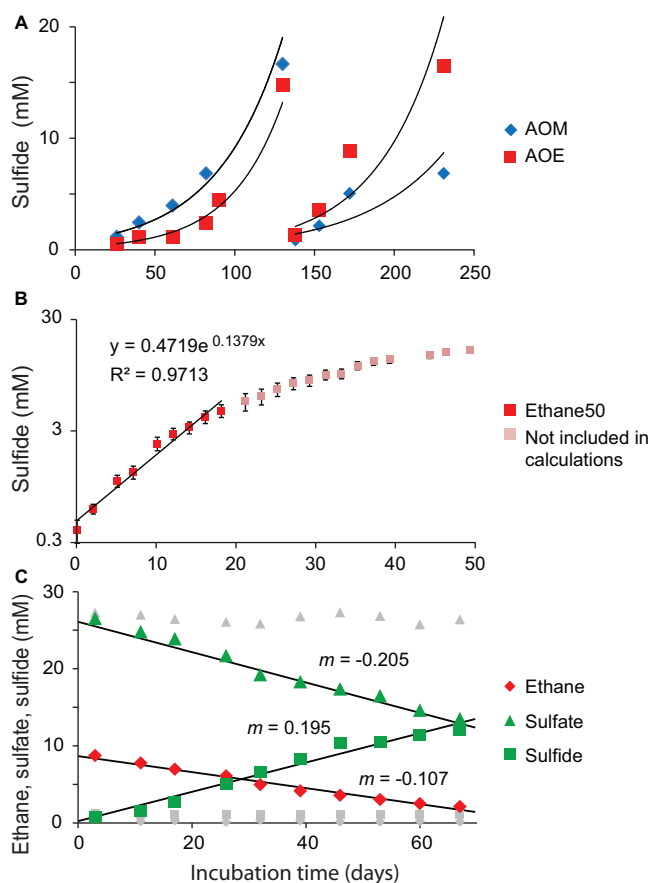 A
20
10
0
Sulfide (mM)
0 50 100 150 200 250
AOM
AOE
B
30
3
0.3
Sulfide (mM)
y = 0.4719e^0.1379x
R² = 0.9713
0 10 20 30 40 50
Ethane50
Not included in
calculations
C
30
20
10
0
Ethane, sulfate, sulfide (mM)
m = -0.205
m = 0.195
m = -0.107
0 20 40 60
Incubation time (days)
Ethane
Sulfate
Sulfide